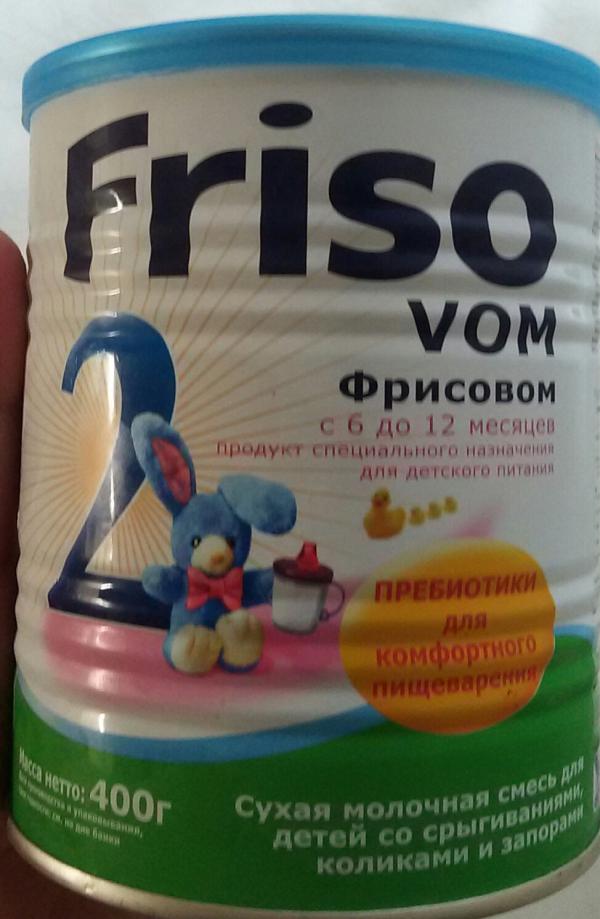 Friso
VOM
2
Фрисовом
с 6 до 12 месяцев
Продукт специального назначения
для детского питания
ПРЕБИОТИКИ
для
комфортного
пищеварения
Масса нетто: 400г
Сухая молочная смесь для
детей со срыгиваниями,
коликами и запорами